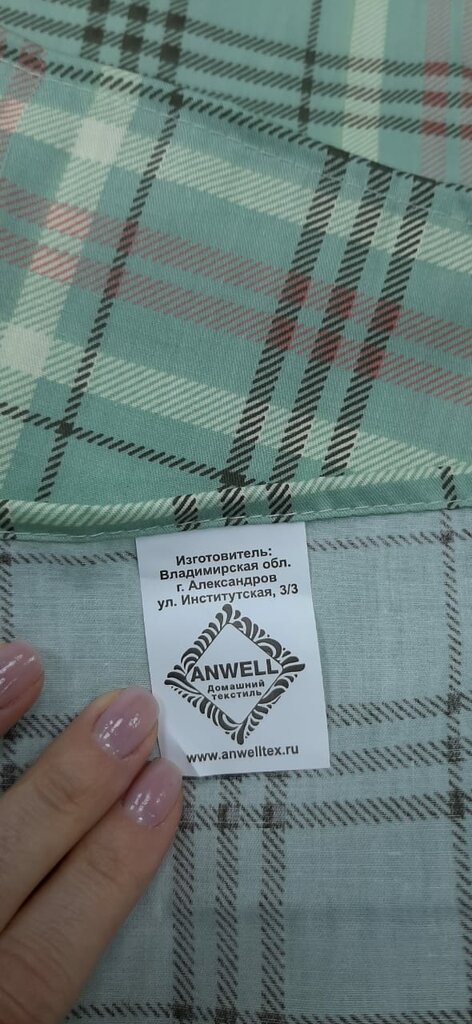 Изготовитель:
Владимирская обл.
г. Александров
ул. Институтская, 3/3
ANWELL
Домашний
текстиль
www.anwelltex.ru